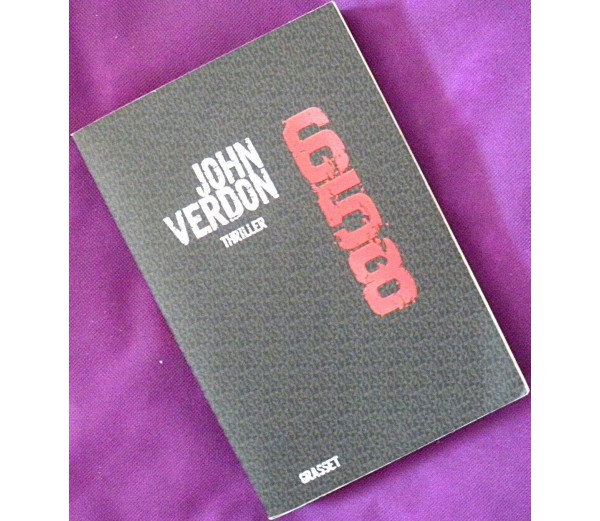 JOHN
VERDON
THRILLER
658
GRASSET